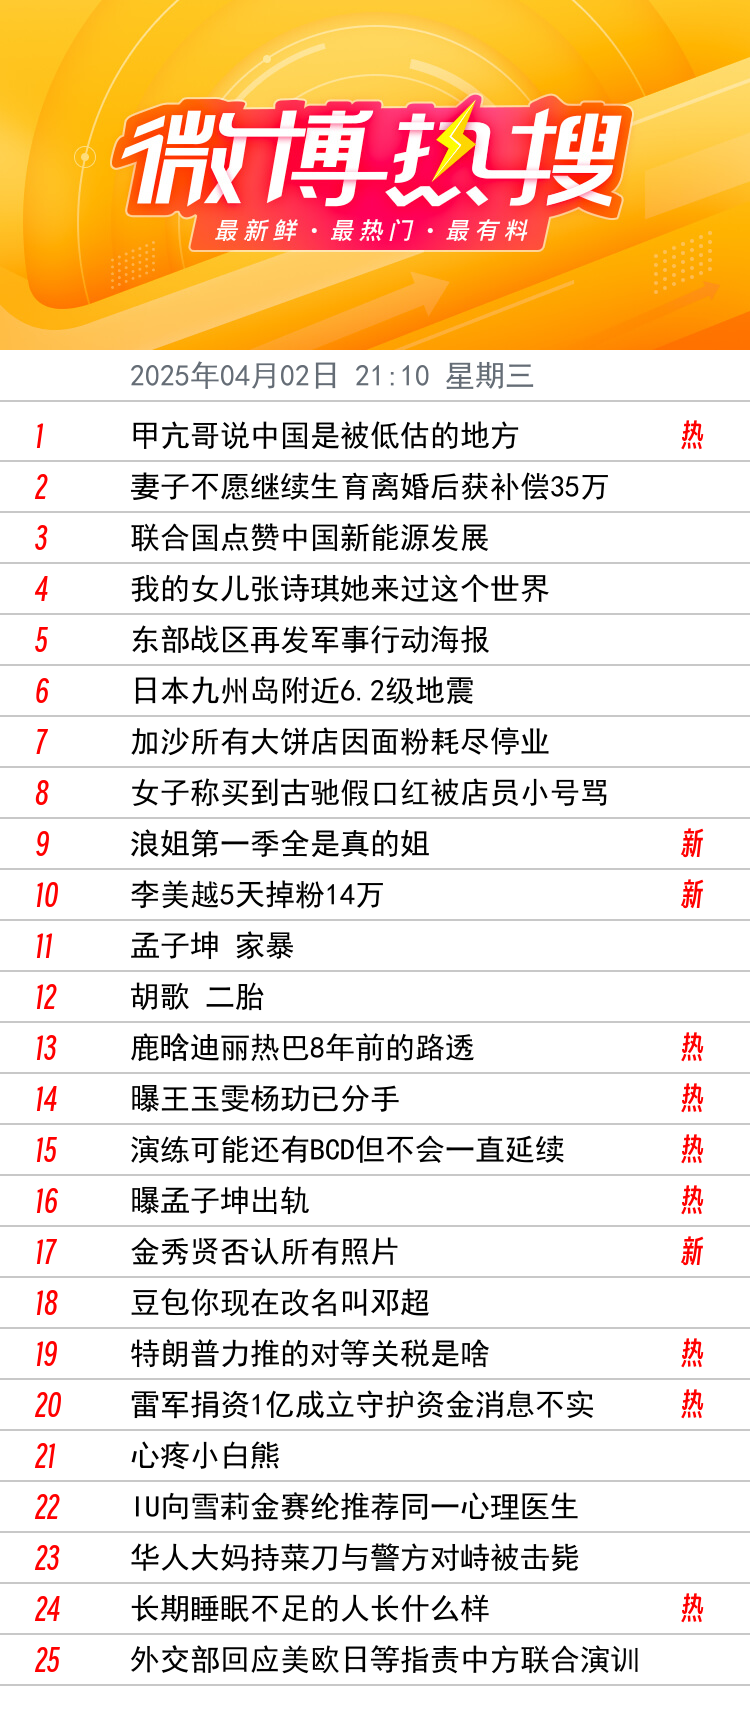 微博热搜
最新鲜·最热门·最有料
2025年04月02日 21:10 星期三
1 甲亢哥说中国是被低估的地方 热
2 妻子不愿继续生育离婚后获补偿35万
3 联合国点赞中国新能源发展
4 我的女儿张诗琪她来过这个世界
5 东部战区再发军事行动海报
6 日本九州岛附近6.2级地震
7 加沙所有大饼店因面粉耗尽停业
8 女子称买到古驰假口红被店员小号骂
9 浪姐第一季全是真的姐 新
10 李美越5天掉粉14万 新
11 孟子坤 家暴
12 胡歌 二胎
13 鹿晗迪丽热巴8年前的路透 热
14 曝王玉雯杨玏已分手 热
15 演练可能还有BCD但不会一直延续 热
16 曝孟子坤出轨 热
17 金秀贤否认所有照片 新
18 豆包你现在改名叫邓超
19 特朗普力推的对等关税是啥 热
20 雷军捐资1亿成立守护资金消息不实 热
21 心疼小白熊
22 IU向雪莉金赛纶推荐同一心理医生
23 华人大妈持菜刀与警方对峙被击毙
24 长期睡眠不足的人长什么样 热
25 外交部回应美欧日等指责中方联合演训